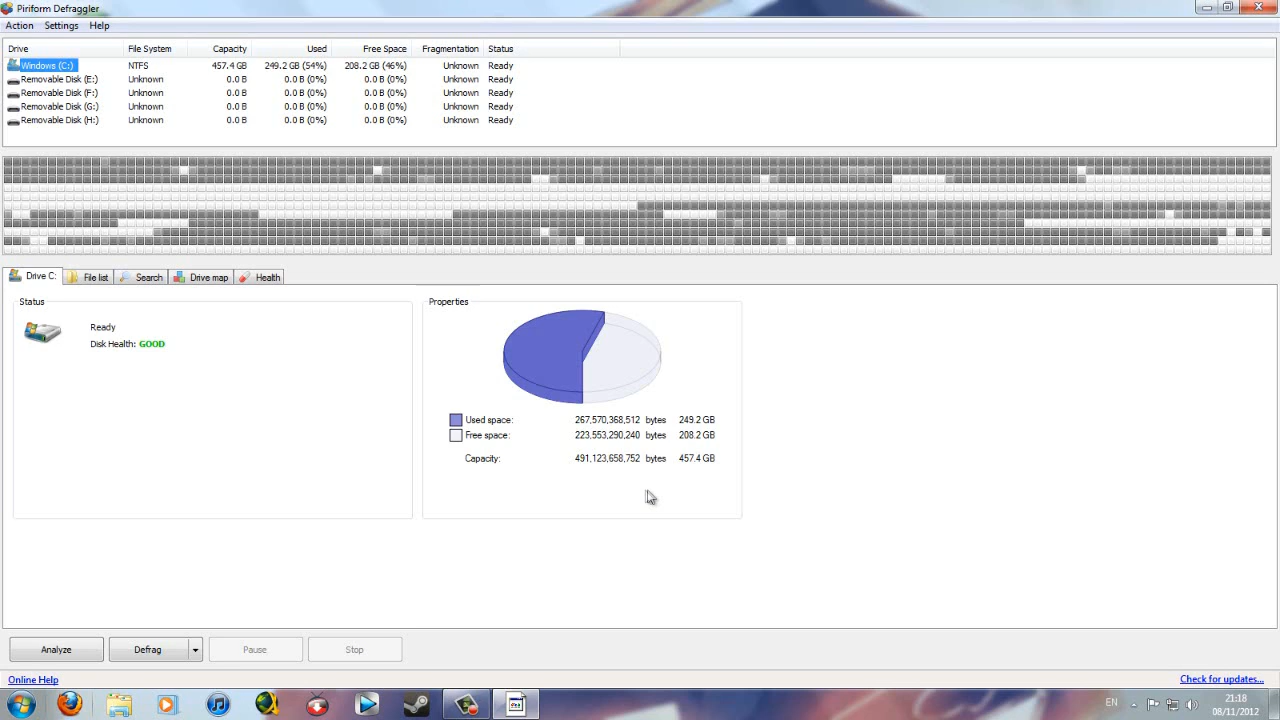 Piriform Defraggler
Action Settings Help
Drive File System Capacity Used Free Space Fragmentation Status
Windows (C:) NTFS 457.4 GB 249.2 GB (54%) 208.2 GB (46%) Unknown Ready
Removable Disk (E:) Unknown 0.0 B 0.0 B (0%) 0.0 B (0%) Unknown Ready
Removable Disk (F:) Unknown 0.0 B 0.0 B (0%) 0.0 B (0%) Unknown Ready
Removable Disk (G:) Unknown 0.0 B 0.0 B (0%) 0.0 B (0%) Unknown Ready
Removable Disk (H:) Unknown 0.0 B 0.0 B (0%) 0.0 B (0%) Unknown Ready
Drive C: File list Search Drive map Health
Status
Ready
Disk Health: GOOD
Properties
Used space: 267,570,368,512 bytes 249.2 GB
Free space: 223,553,290,240 bytes 208.2 GB
Capacity: 491,123,658,752 bytes 457.4 GB
Analyze Defrag Pause Stop
Online Help Check for updates...
EN 21:18
08/11/2012